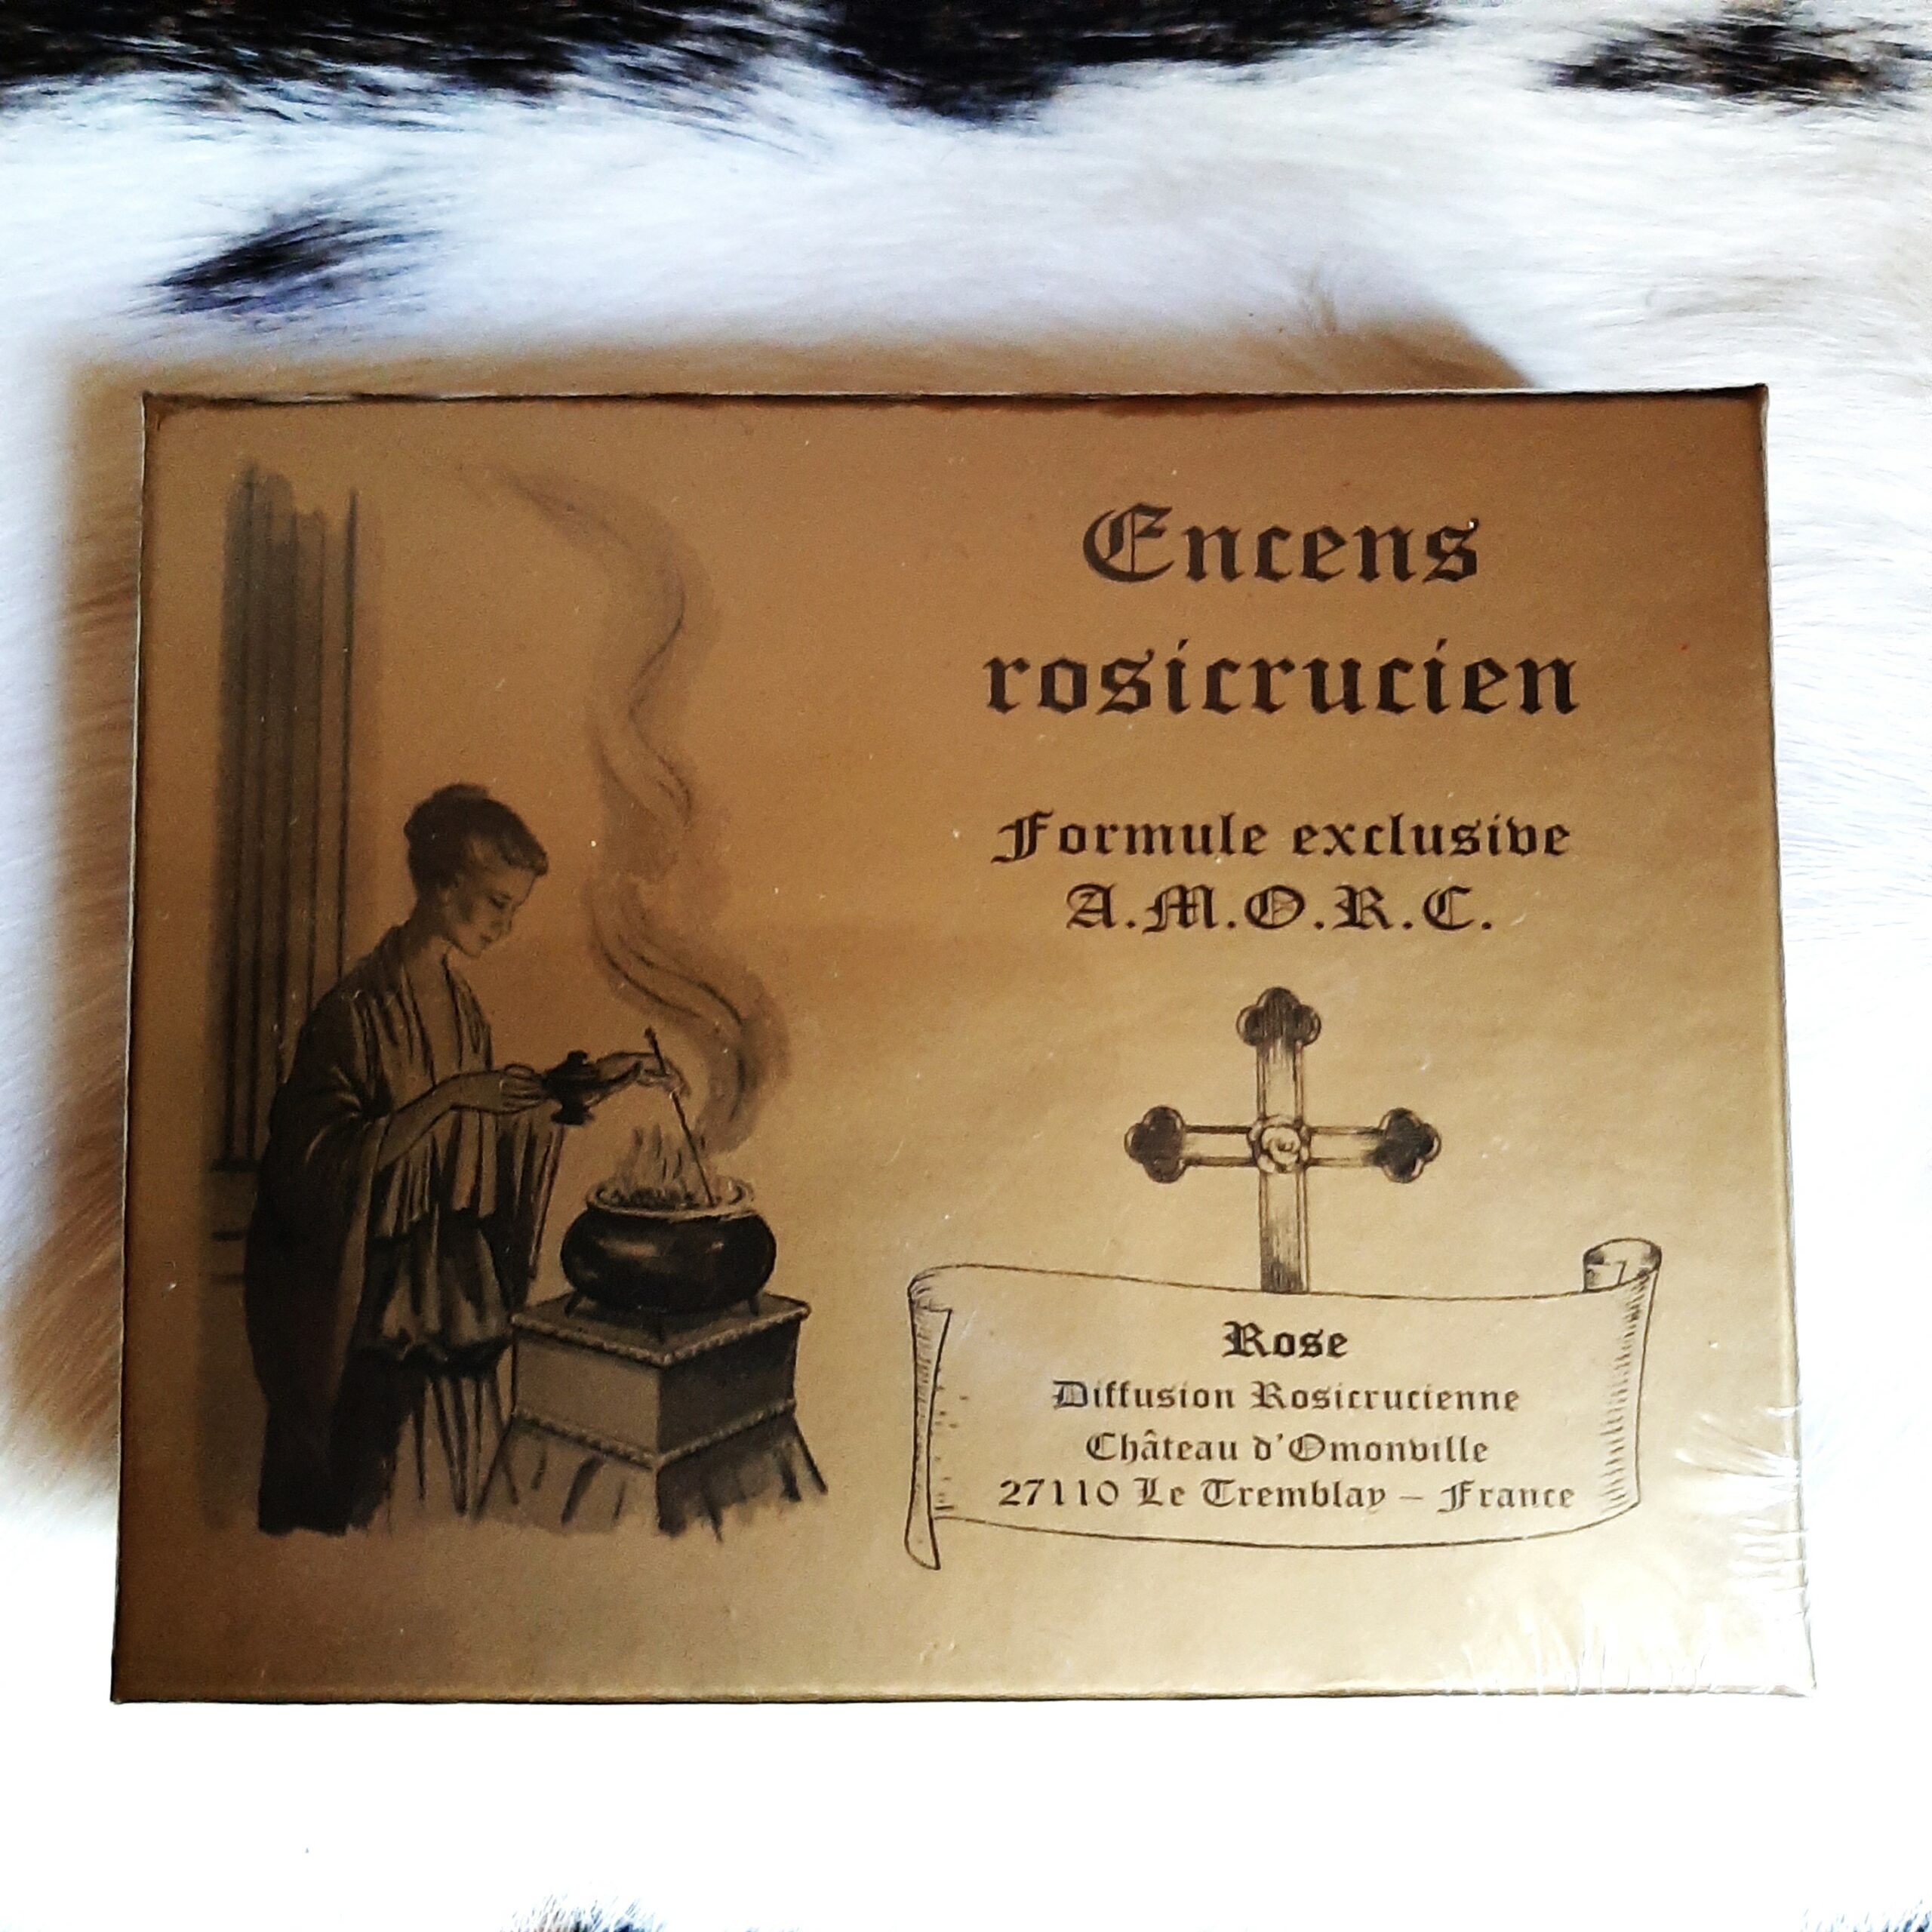 Encens
rosicrucien
Formule exclusive
A.M.O.R.C.
Rose
Diffusion Rosicrucienne
Château d'Omonville
27110 Le Tremblay – France